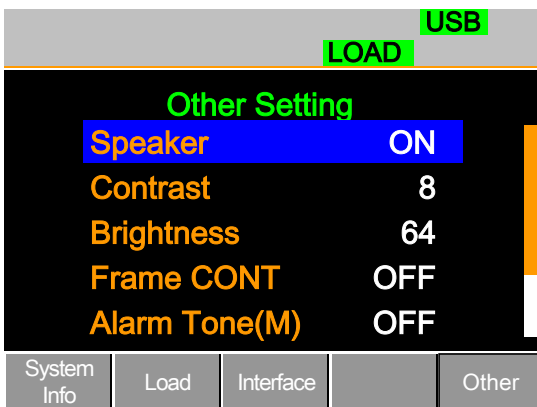 USB
LOAD
Other Setting
Speaker ON
Contrast 8
Brightness 64
Frame CONT OFF
Alarm Tone(M) OFF
System Info Load Interface Other